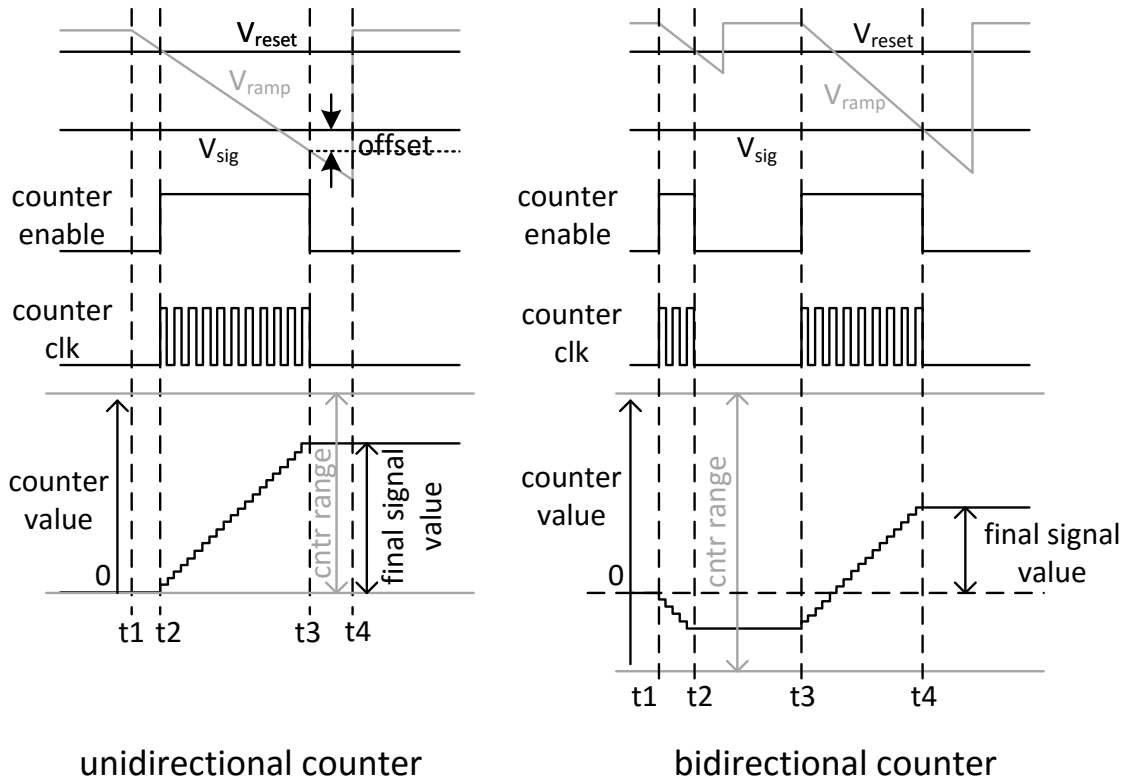 V_reset
V_ramp
offset
V_sig
counter
enable
counter
clk
counter
value
0
cntr range
final signal
value
t1 t2 t3 t4
unidirectional counter
V_reset
V_ramp
V_sig
counter
enable
counter
clk
counter
value
0
cntr range
final signal
value
t1 t2 t3 t4
bidirectional counter